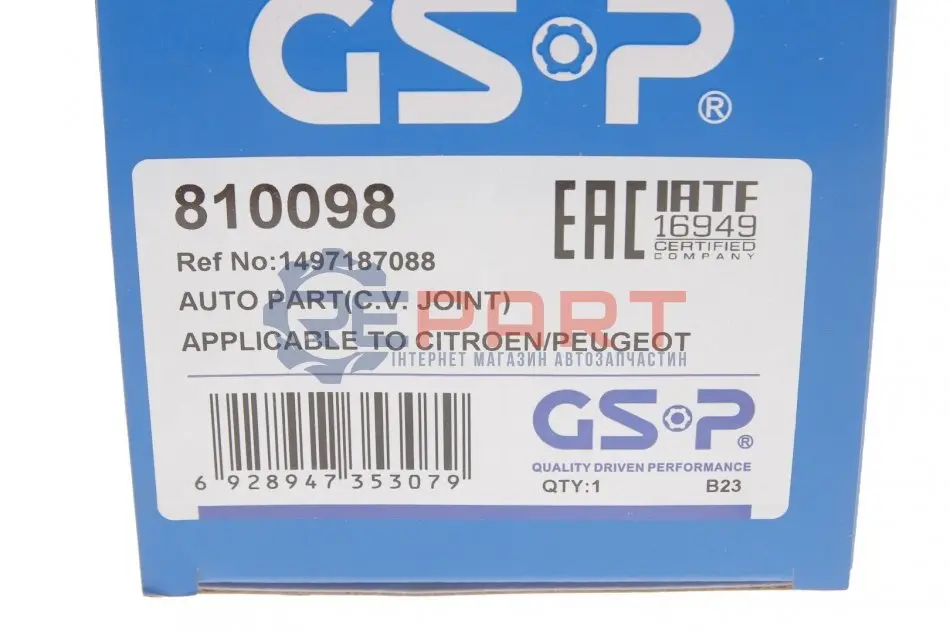 GSP®
810098
EAC
IATF
16949
CERTIFIED
COMPANY
Ref No:1497187088
AUTO PART(C.V. JOINT)
REPART
APPLICABLE TO CITROEN/PEUGEOT
ІНТЕРНЕТ МАГАЗИН АВТОЗАПЧАСТИН
GSP®
QUALITY DRIVEN PERFORMANCE
6 928947 353079
QTY:1
B23